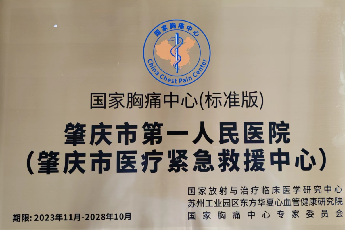 国家胸痛中心
China Chest Pain Center
国家胸痛中心(标准版)
肇庆市第一人民医院
(肇庆市医疗紧急救援中心)
国家放射与治疗临床医学研究中心
苏州工业园区东方华夏心血管健康研究院
国家胸痛中心专家委员会
期限:2023年11月-2028年10月